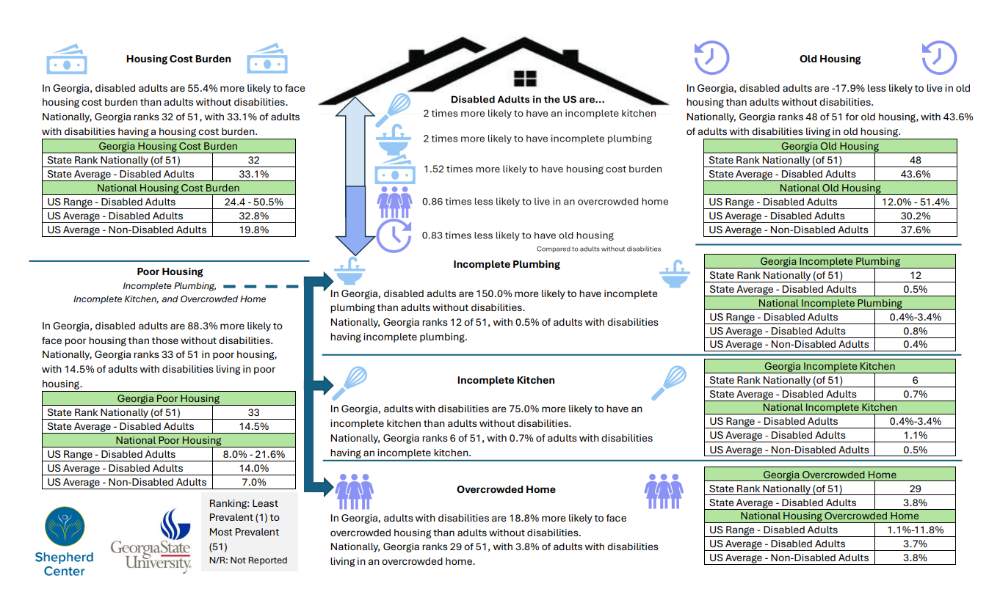 Housing Cost Burden
In Georgia, disabled adults are 55.4% more likely to face
housing cost burden than adults without disabilities.
Nationally, Georgia ranks 32 of 51, with 33.1% of adults
with disabilities having a housing cost burden.
Georgia Housing Cost Burden
State Rank Nationally (of 51) 32
State Average - Disabled Adults 33.1%
National Housing Cost Burden
US Range - Disabled Adults 24.4 - 50.5%
US Average - Disabled Adults 32.8%
US Average - Non-Disabled Adults 19.8%
Disabled Adults in the US are...
2 times more likely to have an incomplete kitchen
2 times more likely to have incomplete plumbing
1.52 times more likely to have housing cost burden
0.86 times less likely to live in an overcrowded home
0.83 times less likely to have old housing
Compared to adults without disabilities
Old Housing
In Georgia, disabled adults are -17.9% less likely to live in old
housing than adults without disabilities.
Nationally, Georgia ranks 48 of 51 for old housing, with 43.6%
of adults with disabilities living in old housing.
Georgia Old Housing
State Rank Nationally (of 51) 48
State Average - Disabled Adults 43.6%
National Old Housing
US Range - Disabled Adults 12.0% - 51.4%
US Average - Disabled Adults 30.2%
US Average - Non-Disabled Adults 37.6%
Poor Housing
Incomplete Plumbing,
Incomplete Kitchen, and Overcrowded Home
In Georgia, disabled adults are 88.3% more likely to
face poor housing than those without disabilities.
Nationally, Georgia ranks 33 of 51 in poor housing,
with 14.5% of adults with disabilities living in poor
housing.
Georgia Poor Housing
State Rank Nationally (of 51) 33
State Average - Disabled Adults 14.5%
National Poor Housing
US Range - Disabled Adults 8.0% - 21.6%
US Average - Disabled Adults 14.0%
US Average - Non-Disabled Adults 7.0%
Incomplete Plumbing
In Georgia, disabled adults are 150.0% more likely to have incomplete
plumbing than adults without disabilities.
Nationally, Georgia ranks 12 of 51, with 0.5% of adults with disabilities
having incomplete plumbing.
Georgia Incomplete Plumbing
State Rank Nationally (of 51) 12
State Average - Disabled Adults 0.5%
National Incomplete Plumbing
US Range - Disabled Adults 0.4%-3.4%
US Average - Disabled Adults 0.8%
US Average - Non-Disabled Adults 0.4%
Incomplete Kitchen
In Georgia, adults with disabilities are 75.0% more likely to have an
incomplete kitchen than adults without disabilities.
Nationally, Georgia ranks 6 of 51, with 0.7% of adults with disabilities
having an incomplete kitchen.
Georgia Incomplete Kitchen
State Rank Nationally (of 51) 6
State Average - Disabled Adults 0.7%
National Incomplete Kitchen
US Range - Disabled Adults 0.4%-3.4%
US Average - Disabled Adults 1.1%
US Average - Non-Disabled Adults 0.5%
Overcrowded Home
In Georgia, adults with disabilities are 18.8% more likely to face
overcrowded housing than adults without disabilities.
Nationally, Georgia ranks 29 of 51, with 3.8% of adults with disabilities
living in an overcrowded home.
Georgia Overcrowded Home
State Rank Nationally (of 51) 29
State Average - Disabled Adults 3.8%
National Housing Overcrowded Home
US Range - Disabled Adults 1.1%-11.8%
US Average - Disabled Adults 3.7%
US Average - Non-Disabled Adults 3.8%
Shepherd
Center
GeorgiaState
University.
Ranking: Least
Prevalent (1) to
Most Prevalent
(51)
N/R: Not Reported